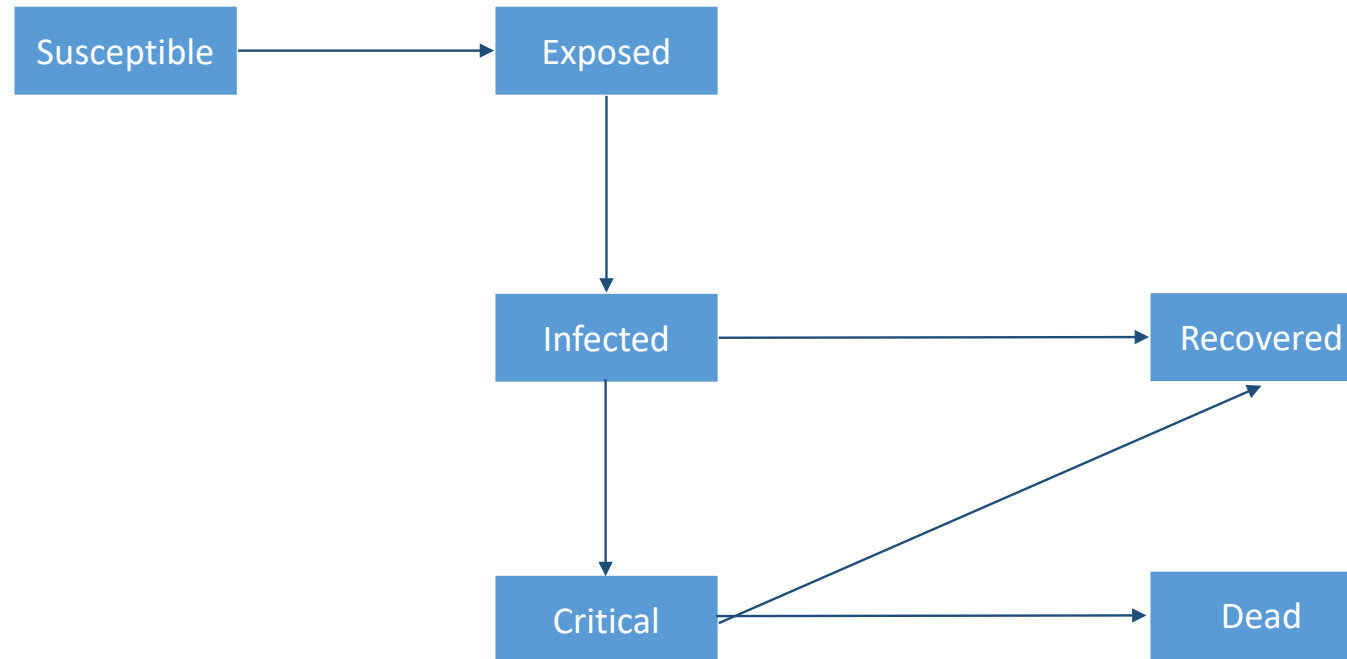 Susceptible
Exposed
Infected
Recovered
Critical
Dead